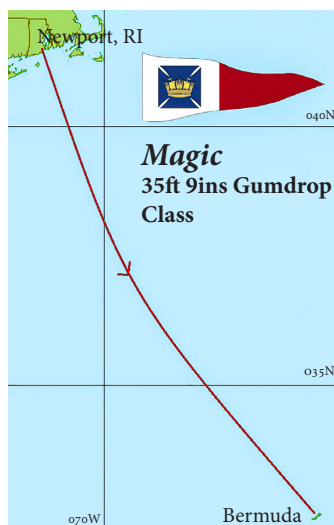 Newport, RI
040N
Magic
35ft 9ins Gumdrop
Class
035N
Bermuda
070W